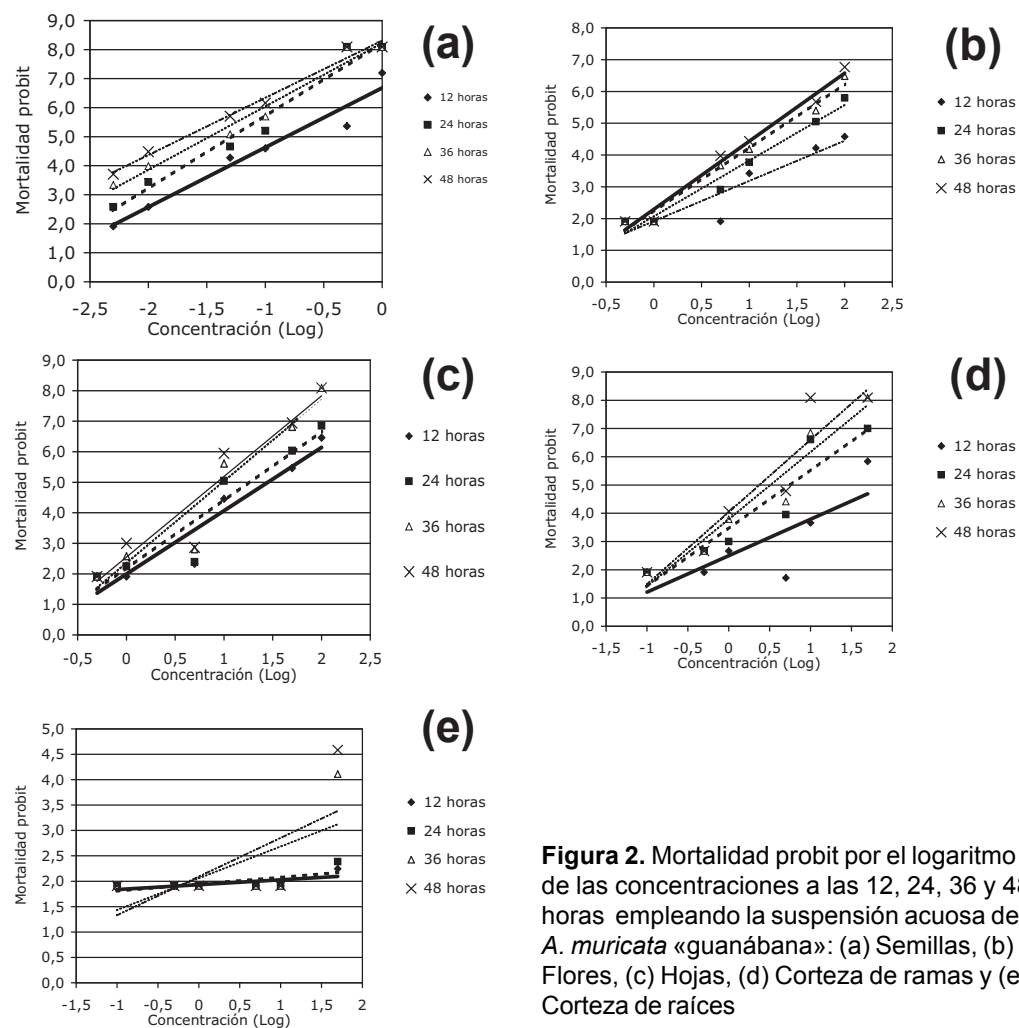 (a)
Mortalidad probit
9,0
8,0
7,0
6,0
5,0
4,0
3,0
2,0
1,0
0,0
-2,5 -2 -1,5 -1 -0,5 0
Concentración (Log)
12 horas
24 horas
36 horas
48 horas
(b)
Mortalidad probit
8,0
7,0
6,0
5,0
4,0
3,0
2,0
1,0
0,0
-0,5 0 0,5 1 1,5 2 2,5
Concentración (Log)
12 horas
24 horas
36 horas
48 horas
(c)
Mortalidad probit
9,0
8,0
7,0
6,0
5,0
4,0
3,0
2,0
1,0
0,0
-0,5 0 0,5 1 1,5 2 2,5
Concentración (Log)
12 horas
24 horas
36 horas
48 horas
(d)
Mortalidad probit
9,0
8,0
7,0
6,0
5,0
4,0
3,0
2,0
1,0
0,0
-1,5 -1 -0,5 0 0,5 1 1,5 2
Concentración (Log)
12 horas
24 horas
36 horas
48 horas
(e)
Mortalidad probit
5,0
4,5
4,0
3,5
3,0
2,5
2,0
1,5
1,0
0,5
0,0
-1,5 -1 -0,5 0 0,5 1 1,5 2
Concentración (Log)
12 horas
24 horas
36 horas
48 horas
Figura 2. Mortalidad probit por el logaritmo
de las concentraciones a las 12, 24, 36 y 48
horas empleando la suspensión acuosa de
A. muricata «guanábana»: (a) Semillas, (b)
Flores, (c) Hojas, (d) Corteza de ramas y (e)
Corteza de raíces